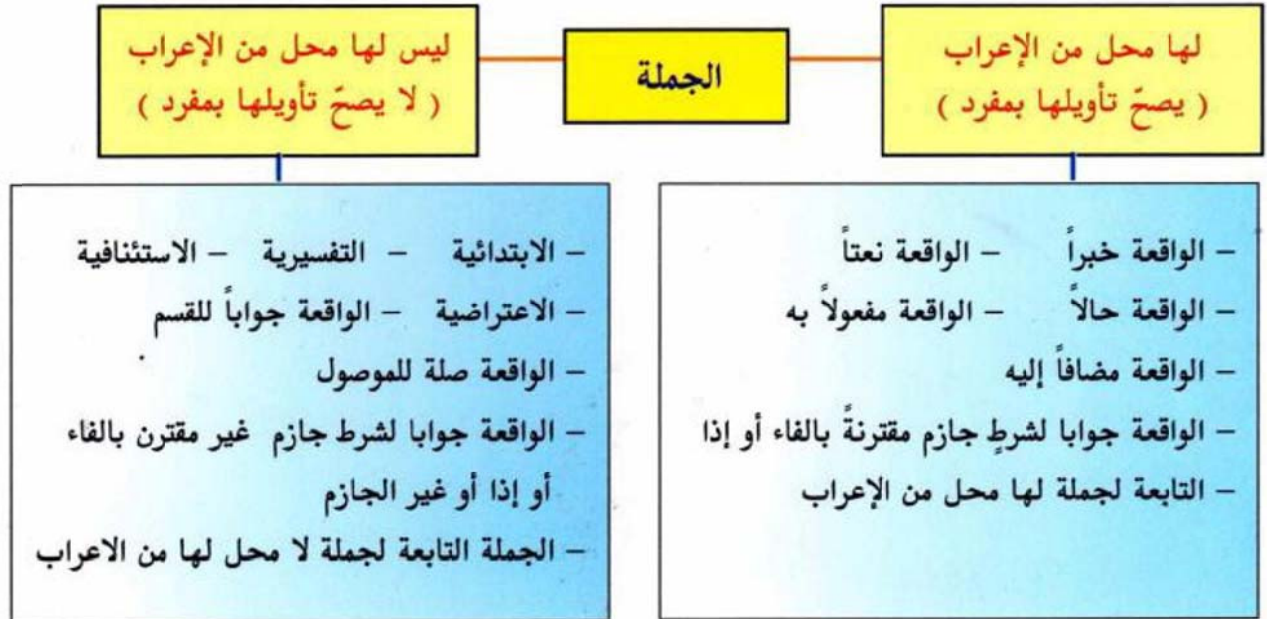 الجملة
لها محل من الإعراب
( يصحّ تأويلها بمفرد )
– الواقعة خبراً – الواقعة نعتاً
– الواقعة حالاً – الواقعة مفعولاً به
– الواقعة مضافاً إليه
– الواقعة جوابا لشرطٍ جازم مقترنةً بالفاء أو إذا
– التابعة لجملة لها محل من الإعراب
ليس لها محل من الإعراب
( لا يصحّ تأويلها بمفرد )
– الابتدائية – التفسيرية – الاستئنافية
– الاعتراضية – الواقعة جواباً للقسم
– الواقعة صلة للموصول
– الواقعة جوابا لشرط جازم غير مقترن بالفاء
أو إذا أو غير الجازم
– الجملة التابعة لجملة لا محل لها من الاعراب